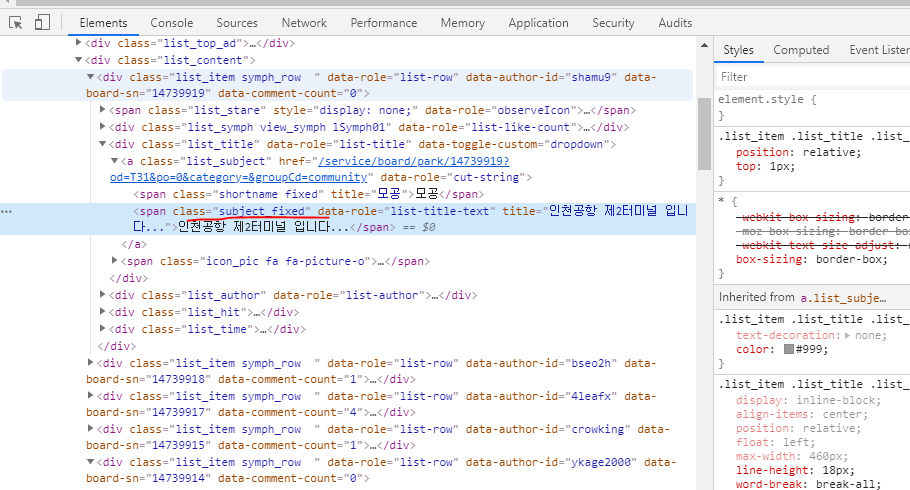 Elements Console Sources Network Performance Memory Application Security Audits
<div class="list_top_ad">…</div>
<div class="list_content">
<div class="list_item symph_row  " data-role="list-row" data-author-id="shamu9" data-
board-sn="14739919" data-comment-count="0">
<span class="list_stare" style="display: none;" data-role="observeIcon">…</span>
<div class="list_symph view_symph lSymph01" data-role="list-like-count">…</div>
<div class="list_title" data-role="list-title" data-toggle-custom="dropdown">
<a class="list_subject" href="/service/board/park/14739919?
od=T31&po=0&category=&groupCd=community" data-role="cut-string">
<span class="shortname fixed" title="모공">모공</span>
<span class="subject_fixed" data-role="list-title-text" title="인천공항 제2터미널 입니
다...">인천공항 제2터미널 입니다...</span> == $0
</a>
<span class="icon_pic fa fa-picture-o">…</span>
</div>
<div class="list_author" data-role="list-author">…</div>
<div class="list_hit">…</div>
<div class="list_time">…</div>
</div>
<div class="list_item symph_row  " data-role="list-row" data-author-id="bseo2h" data-
board-sn="14739918" data-comment-count="1">…</div>
<div class="list_item symph_row  " data-role="list-row" data-author-id="4leafx" data-
board-sn="14739917" data-comment-count="4">…</div>
<div class="list_item symph_row  " data-role="list-row" data-author-id="crowking" data-
board-sn="14739915" data-comment-count="1">…</div>
<div class="list_item symph_row  " data-role="list-row" data-author-id="ykage2000" data-
board-sn="14739914" data-comment-count="0">
Styles Computed Event Listen
Filter
element.style {
}
.list_item .list_title .list_
position: relative;
top: 1px;
}
* {
-webkit-box-sizing: border
-moz-box-sizing: border-bo
-webkit-text-size-adjust:
box-sizing: border-box;
}
Inherited from a.list_subje…
.list_item .list_title .list_
text-decoration: none;
color: #999;
}
.list_item .list_title .list_
display: inline-block;
align-items: center;
position: relative;
float: left;
max-width: 460px;
line-height: 18px;
word-break: break-all;